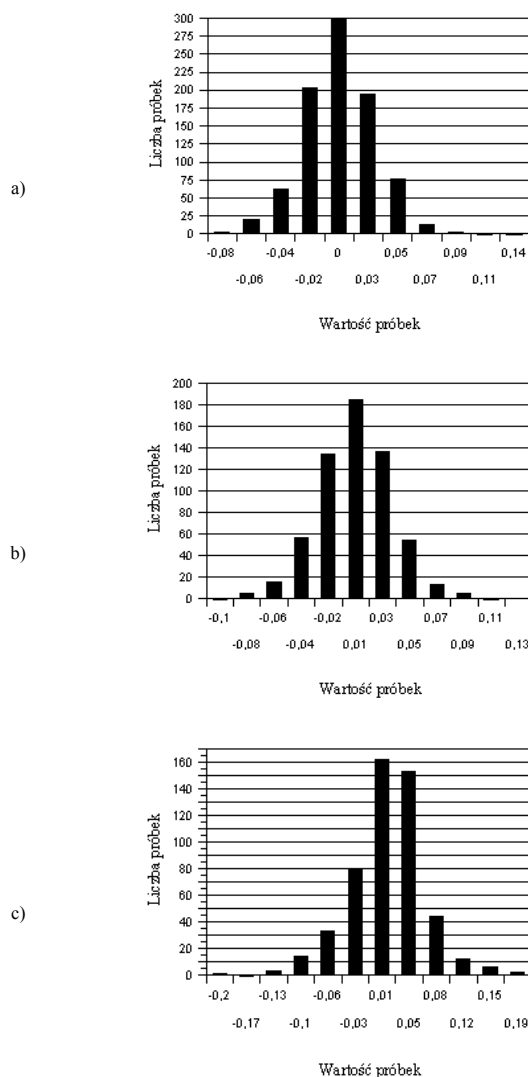 300
275
250
225
200
175
150
125
100
75
50
25
0
Liczba próbek
a)
-0,08 -0,04 0 0,05 0,09 0,14
-0,06 -0,02 0,03 0,07 0,11
Wartość próbek
200
180
160
140
120
100
80
60
40
20
0
Liczba próbek
b)
-0,1 -0,06 -0,02 0,03 0,07 0,11
-0,08 -0,04 0,01 0,05 0,09 0,13
Wartość próbek
160
140
120
100
80
60
40
20
0
Liczba próbek
c)
-0,2 -0,13 -0,06 0,01 0,08 0,15
-0,17 -0,1 -0,03 0,05 0,12 0,19
Wartość próbek